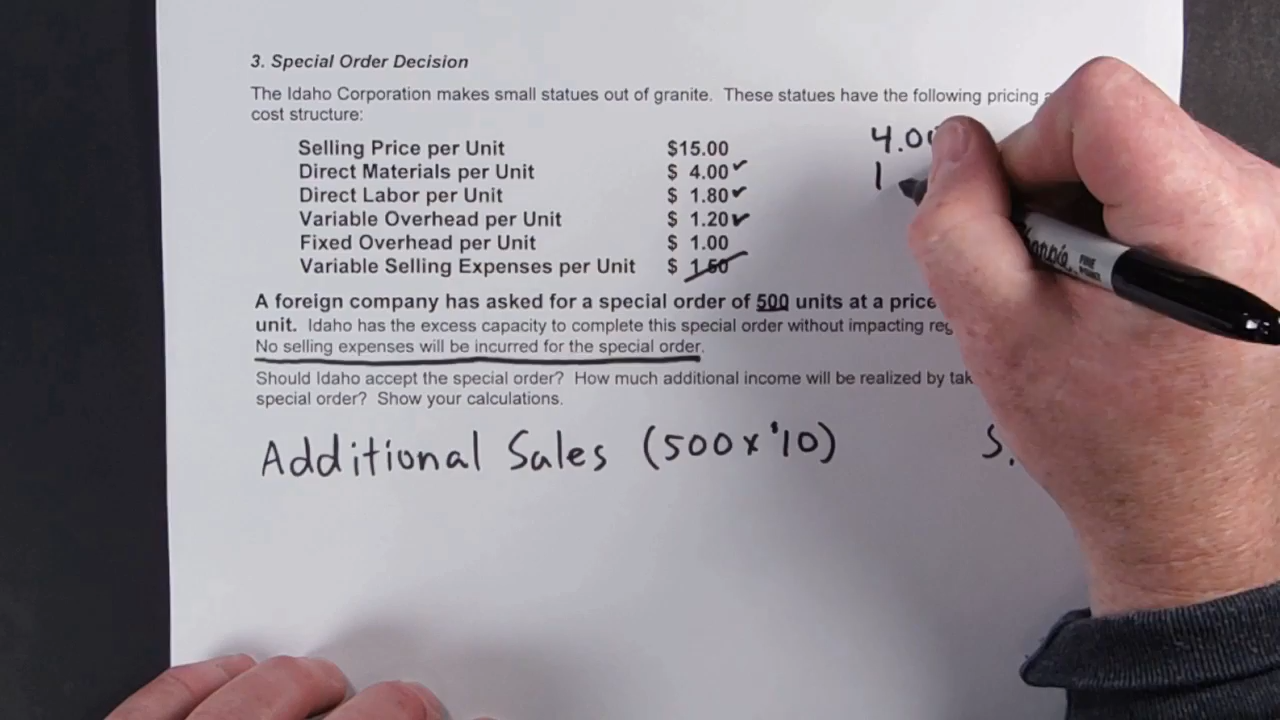 3. Special Order Decision
The Idaho Corporation makes small statues out of granite. These statues have the following pricing
cost structure:
Selling Price per Unit $15.00
Direct Materials per Unit $ 4.00 ✓
Direct Labor per Unit $ 1.80 ✓
Variable Overhead per Unit $ 1.20 ✓
Fixed Overhead per Unit $ 1.00
Variable Selling Expenses per Unit $ 1.50
4.0
1
A foreign company has asked for a special order of 500 units at a price
unit. Idaho has the excess capacity to complete this special order without impacting
No selling expenses will be incurred for the special order.
Should Idaho accept the special order? How much additional income will be realized by
special order? Show your calculations.
Additional Sales (500 x $10) 5,
Sharpie FINE POINT